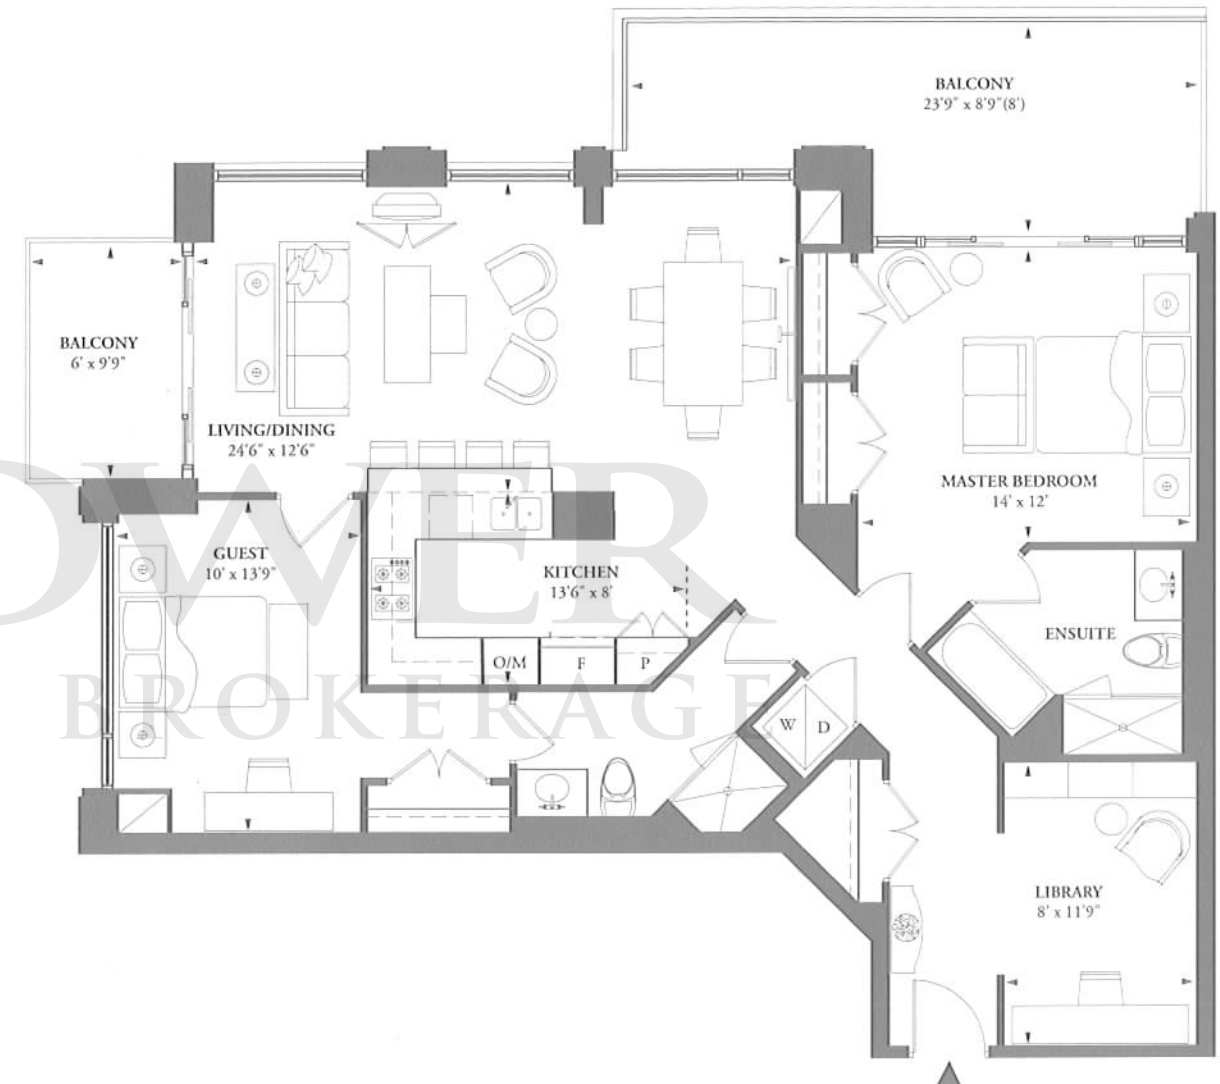 BALCONY
23'9" x 8'9"(8')
BALCONY
6' x 9'9"
LIVING/DINING
24'6" x 12'6"
MASTER BEDROOM
14' x 12'
GUEST
10' x 13'9"
KITCHEN
13'6" x 8'
ENSUITE
O/M
F
P
W
D
LIBRARY
8' x 11'9"
OWER
BROKERAGE